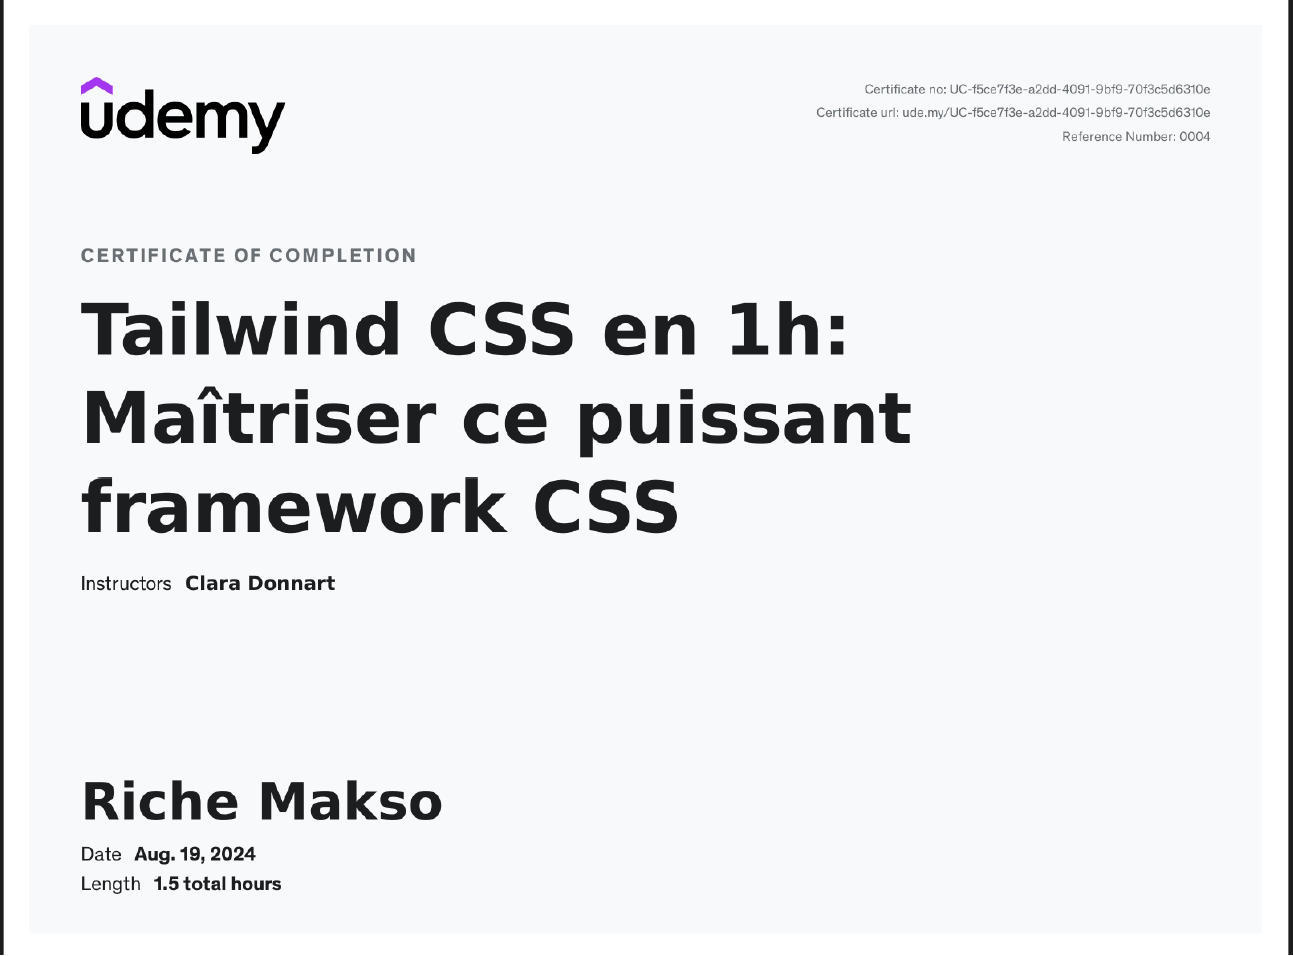 udemy
Certificate no: UC-f5ce7f3e-a2dd-4091-9bf9-70f3c5d6310e
Certificate url: ude.my/UC-f5ce7f3e-a2dd-4091-9bf9-70f3c5d6310e
Reference Number: 0004
CERTIFICATE OF COMPLETION
Tailwind CSS en 1h:
Maîtriser ce puissant
framework CSS
Instructors Clara Donnart
Riche Makso
Date Aug. 19, 2024
Length 1.5 total hours